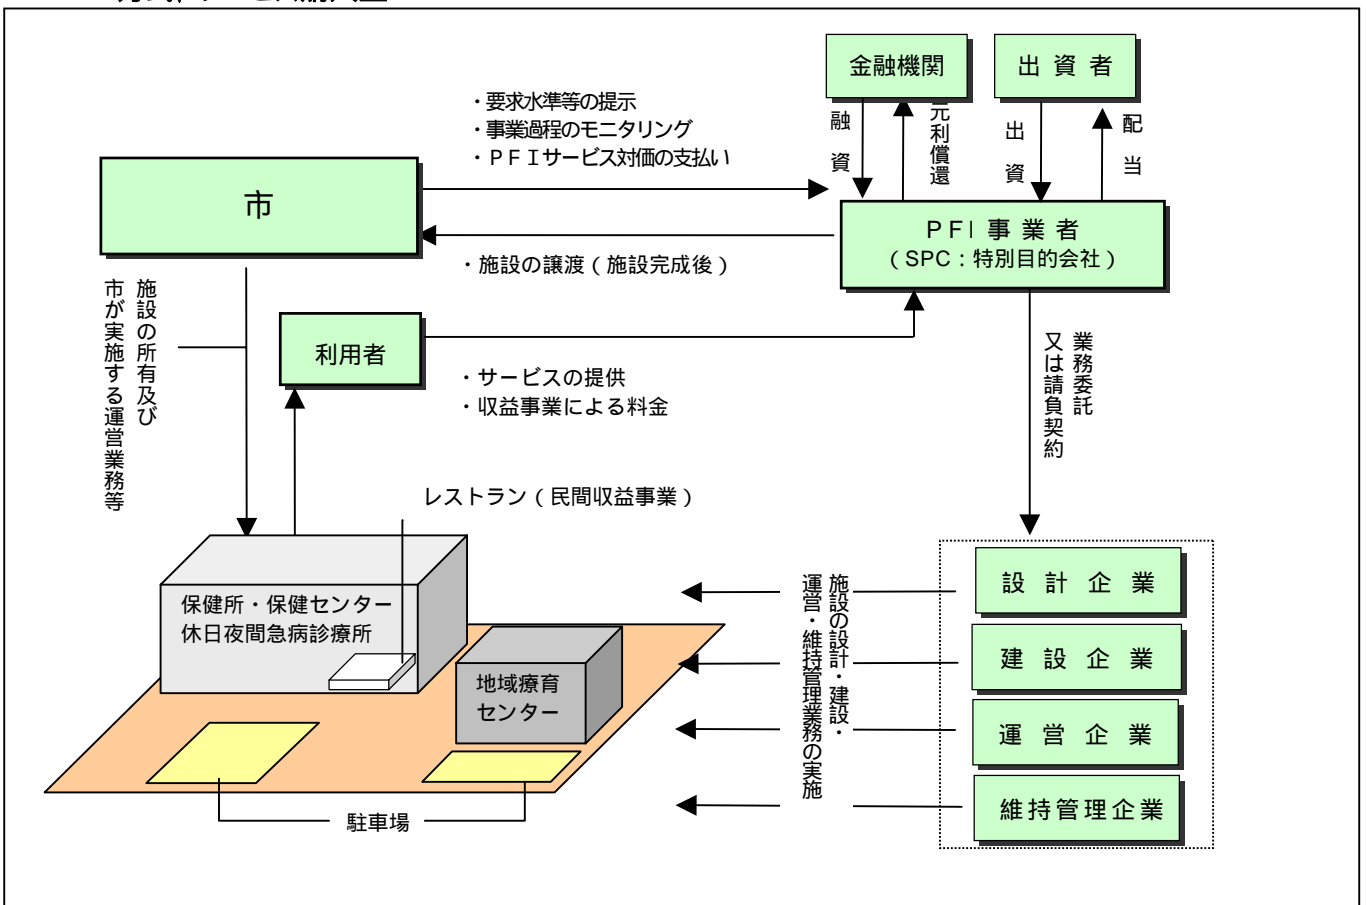 金融機関
出 資 者
・要求水準等の提示
・事業過程のモニタリング
・ＰＦＩサービス対価の支払い
融資
元利償還
出資
配当
市
ＰＦＩ事業者
（SPC：特別目的会社）
・施設の譲渡（施設完成後）
施設の所有及び
市が実施する運営業務等
利用者
・サービスの提供
・収益事業による料金
業務委託
又は請負契約
レストラン（民間収益事業）
保健所・保健センター
休日夜間急病診療所
地域療育
センター
駐車場
施設の設計・建設・
運営・維持管理業務の実施
設 計 企 業
建 設 企 業
運 営 企 業
維持管理企業